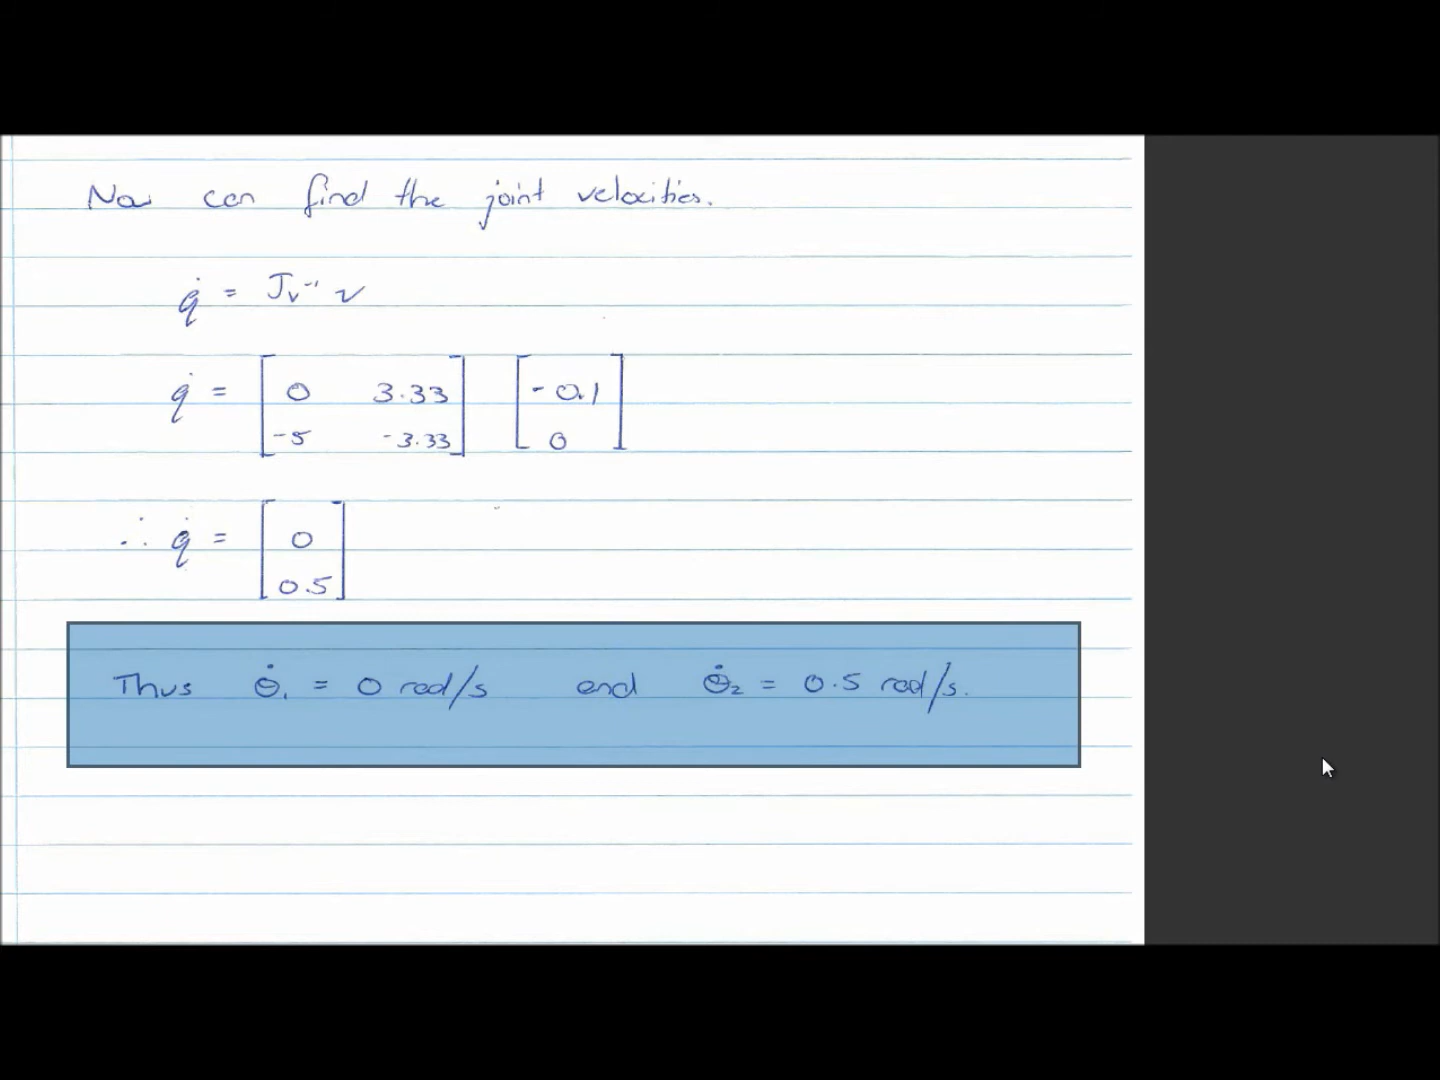 Now can find the joint velocities.
q̇ = Jv⁻¹ v
q̇ = [ 0 3.33 ] [ -0.1 ]
[ -5 -3.33 ] [ 0 ]
∴ q̇ = [ 0 ]
[ 0.5 ]
Thus θ̇₁ = 0 rad/s and θ̇₂ = 0.5 rad/s.